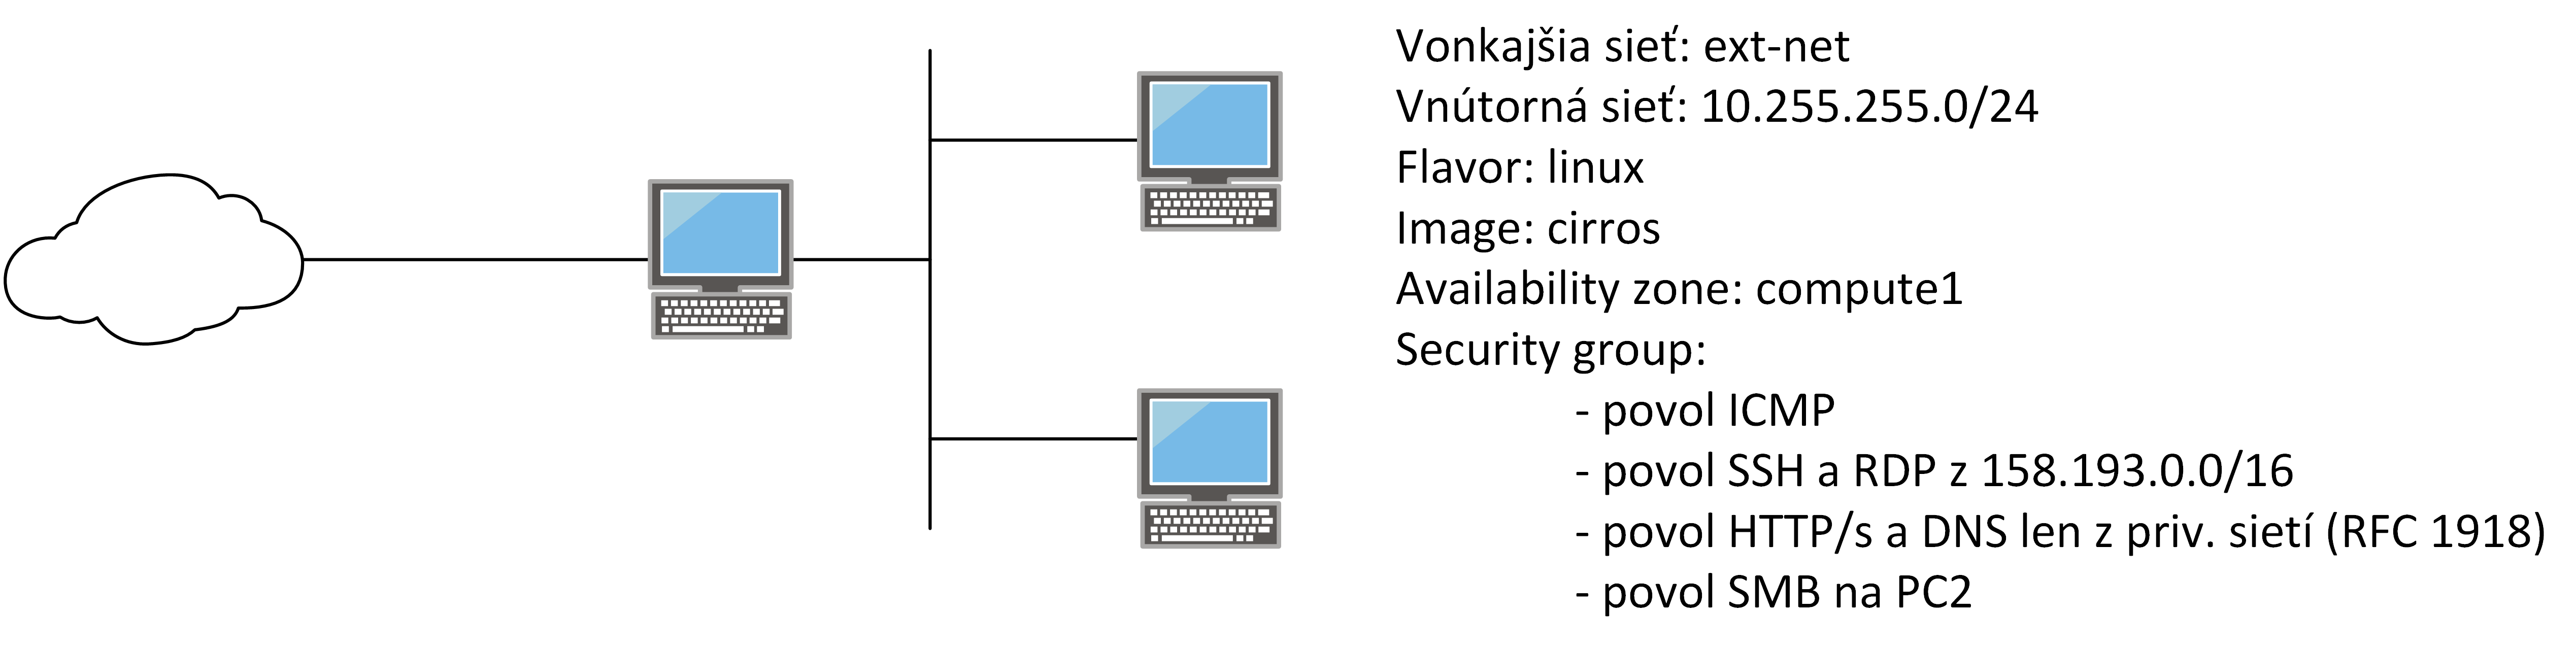 Vonkajšia sieť: ext-net
Vnútorná sieť: 10.255.255.0/24
Flavor: linux
Image: cirros
Availability zone: compute1
Security group:
- povol ICMP
- povol SSH a RDP z 158.193.0.0/16
- povol HTTP/s a DNS len z priv. sietí (RFC 1918)
- povol SMB na PC2